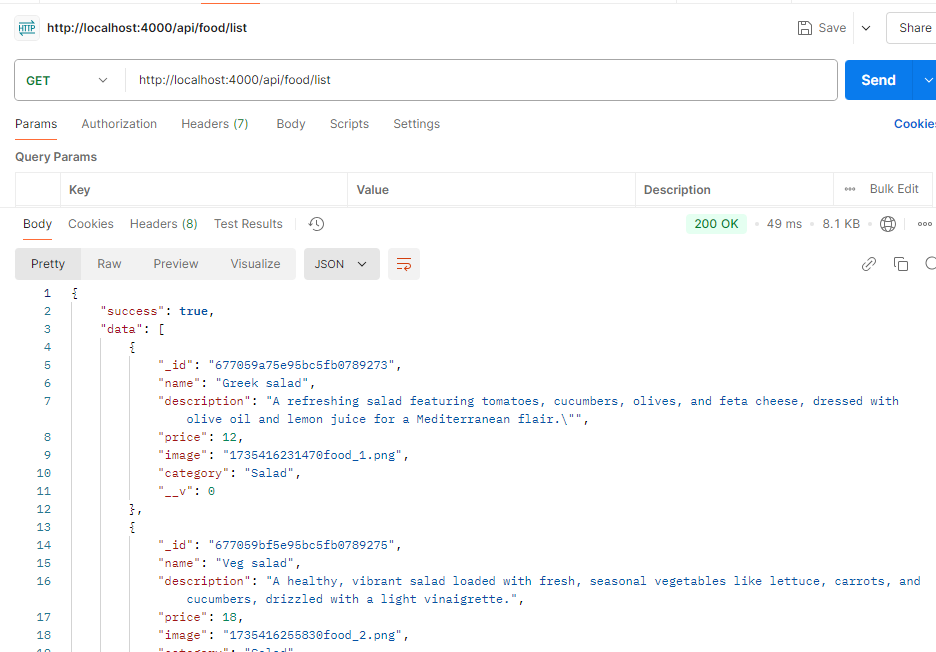 HTTP http://localhost:4000/api/food/list Save Share
GET http://localhost:4000/api/food/list Send
Params Authorization Headers (7) Body Scripts Settings Cookies
Query Params
Key Value Description Bulk Edit
Body Cookies Headers (8) Test Results 200 OK • 49 ms • 8.1 KB •
Pretty Raw Preview Visualize JSON
1 {
2 "success": true,
3 "data": [
4 {
5 "_id": "677059a75e95bc5fb0789273",
6 "name": "Greek salad",
7 "description": "A refreshing salad featuring tomatoes, cucumbers, olives, and feta cheese, dressed with
olive oil and lemon juice for a Mediterranean flair.\"",
8 "price": 12,
9 "image": "1735416231470food_1.png",
10 "category": "Salad",
11 "__v": 0
12 },
13 {
14 "_id": "677059bf5e95bc5fb0789275",
15 "name": "Veg salad",
16 "description": "A healthy, vibrant salad loaded with fresh, seasonal vegetables like lettuce, carrots, and
cucumbers, drizzled with a light vinaigrette.",
17 "price": 18,
18 "image": "1735416255830food_2.png",
19 "category": "Salad"